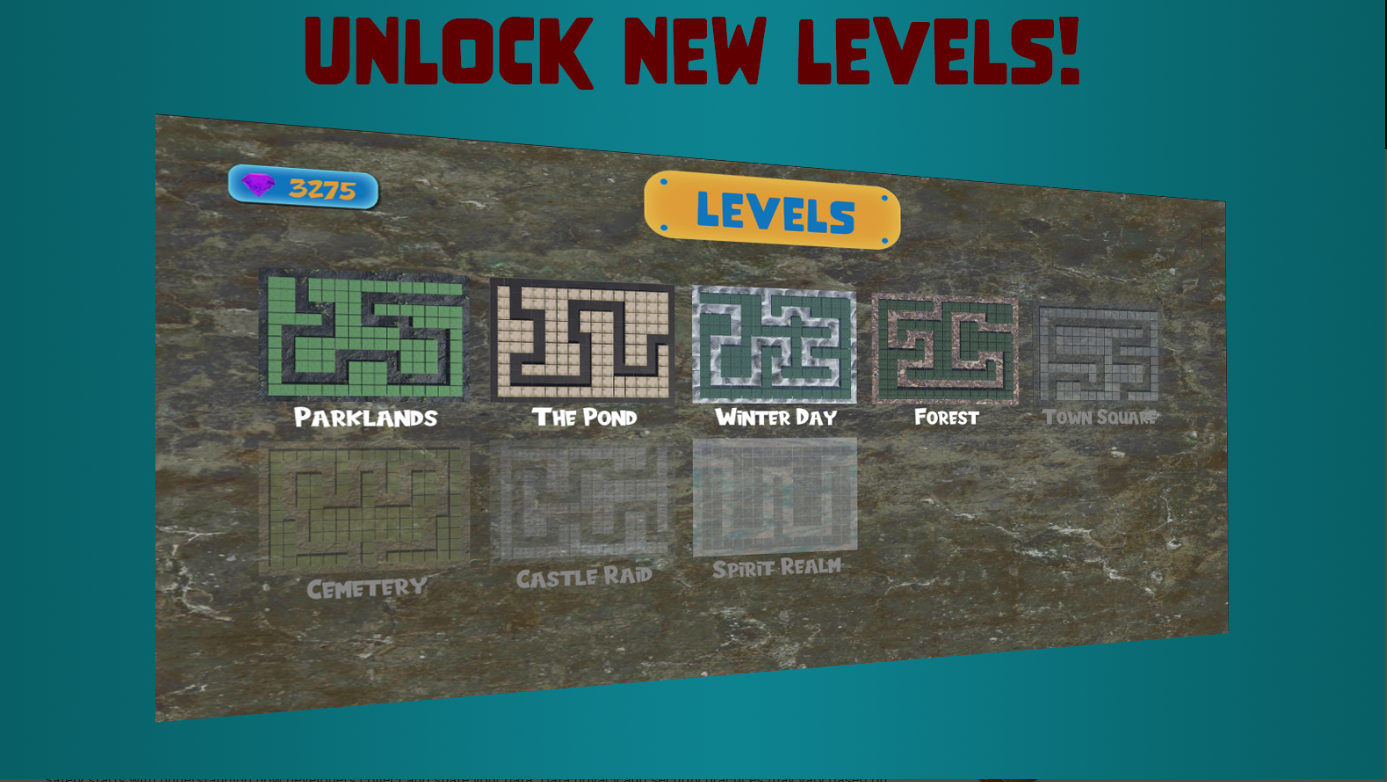 UNLOCK NEW LEVELS!
3275
LEVELS
PARKLANDS THE POND WINTER DAY FOREST TOWN SQUARE
CEMETERY CASTLE RAID SPIRIT REALM